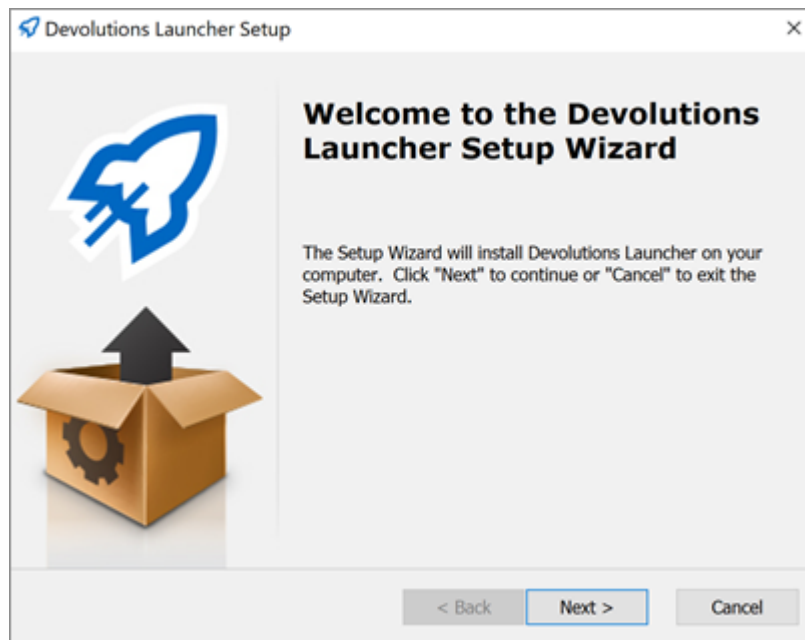 Devolutions Launcher Setup
Welcome to the Devolutions
Launcher Setup Wizard
The Setup Wizard will install Devolutions Launcher on your
computer.  Click "Next" to continue or "Cancel" to exit the
Setup Wizard.
< Back
Next >
Cancel